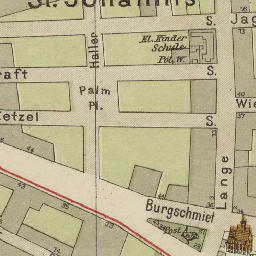 St. Johannis
S.
Jag
Kl. Kinder
Schule
Pol. W.
Haller
raft
S.
Palm
Pl.
Wie
etzel
S.
Lange
Burgschmiet